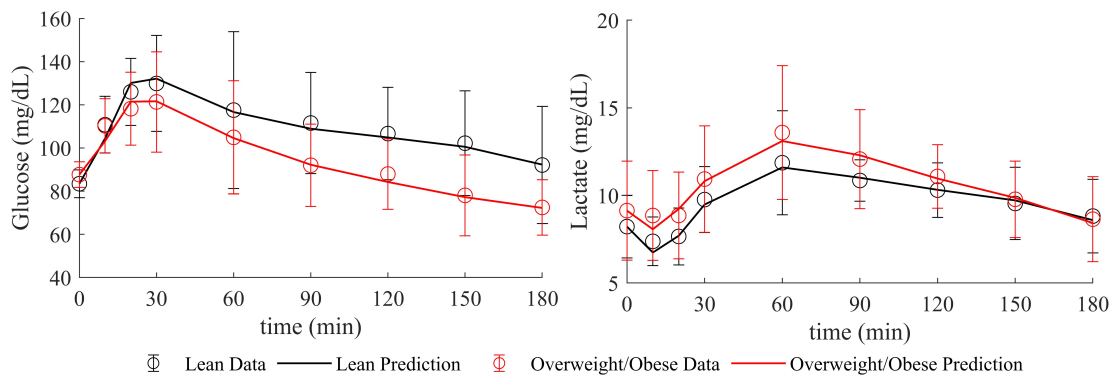 160
140
120
100
80
60
40
Glucose (mg/dL)
0 30 60 90 120 150 180
time (min)
20
15
10
5
Lactate (mg/dL)
0 30 60 90 120 150 180
time (min)
Lean Data Lean Prediction Overweight/Obese Data Overweight/Obese Prediction